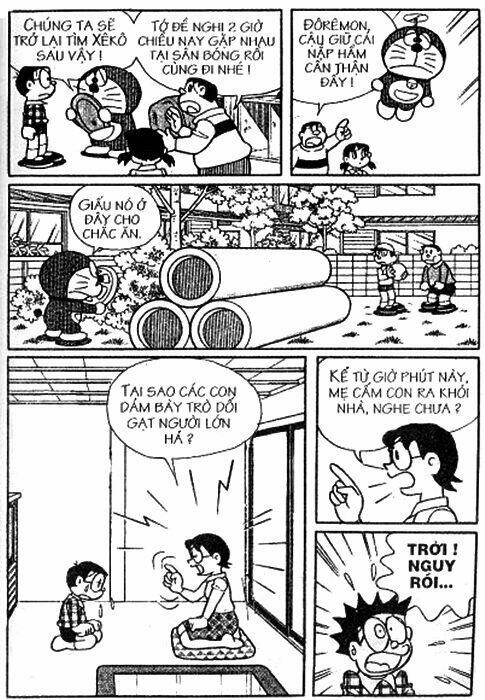 CHÚNG TA SẼ
TRỞ LẠI TÌM XÊKÔ
SAU VẬY !
TỚ ĐỀ NGHỊ 2 GIỜ
CHIỀU NAY GẶP NHAU
TẠI SÂN BÓNG RỒI
CÙNG ĐI NHÉ !
ĐÔRÊMON,
CẬU GIỮ CÁI
NẮP HẦM
CẨN THẬN
ĐẤY !
GIẤU NÓ Ở
ĐÂY CHO
CHẮC ĂN.
TẠI SAO CÁC CON
DÁM BÀY TRÒ DỐI
GẠT NGƯỜI LỚN
HẢ ?
KỂ TỪ GIỜ PHÚT NÀY,
MẸ CẤM CON RA KHỎI
NHÀ, NGHE CHƯA ?
TRỜI !
NGUY
RỒI...